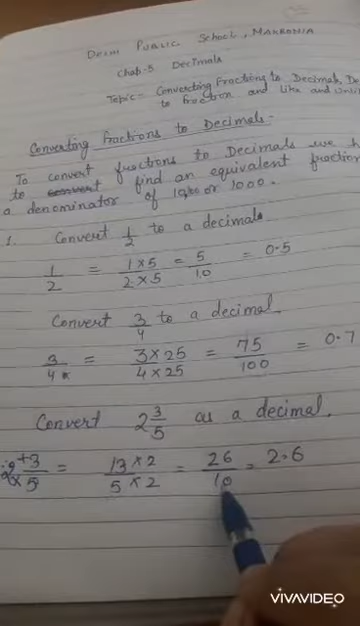 DELHI PUBLIC SCHOOL, MAKRONIA
Chap-5 Decimals
Topic- Converting fractions to Decimals, De
to fraction and Like and Unli
Converting fractions to Decimals-
To convert fractions to Decimals we h
to convert find an equivalent fraction
a denominator of 10, or 1000.
1. Convert 1/2 to a decimal.
1/2 = 1×5/2×5 = 5/10 = 0.5
Convert 3/4 to a decimal.
3/4 = 3×25/4×25 = 75/100 = 0.7
Convert 2 3/5 as a decimal.
2 +3/×5 = 13×2/5×2 = 26/10 = 2.6
VIVAVIDEO